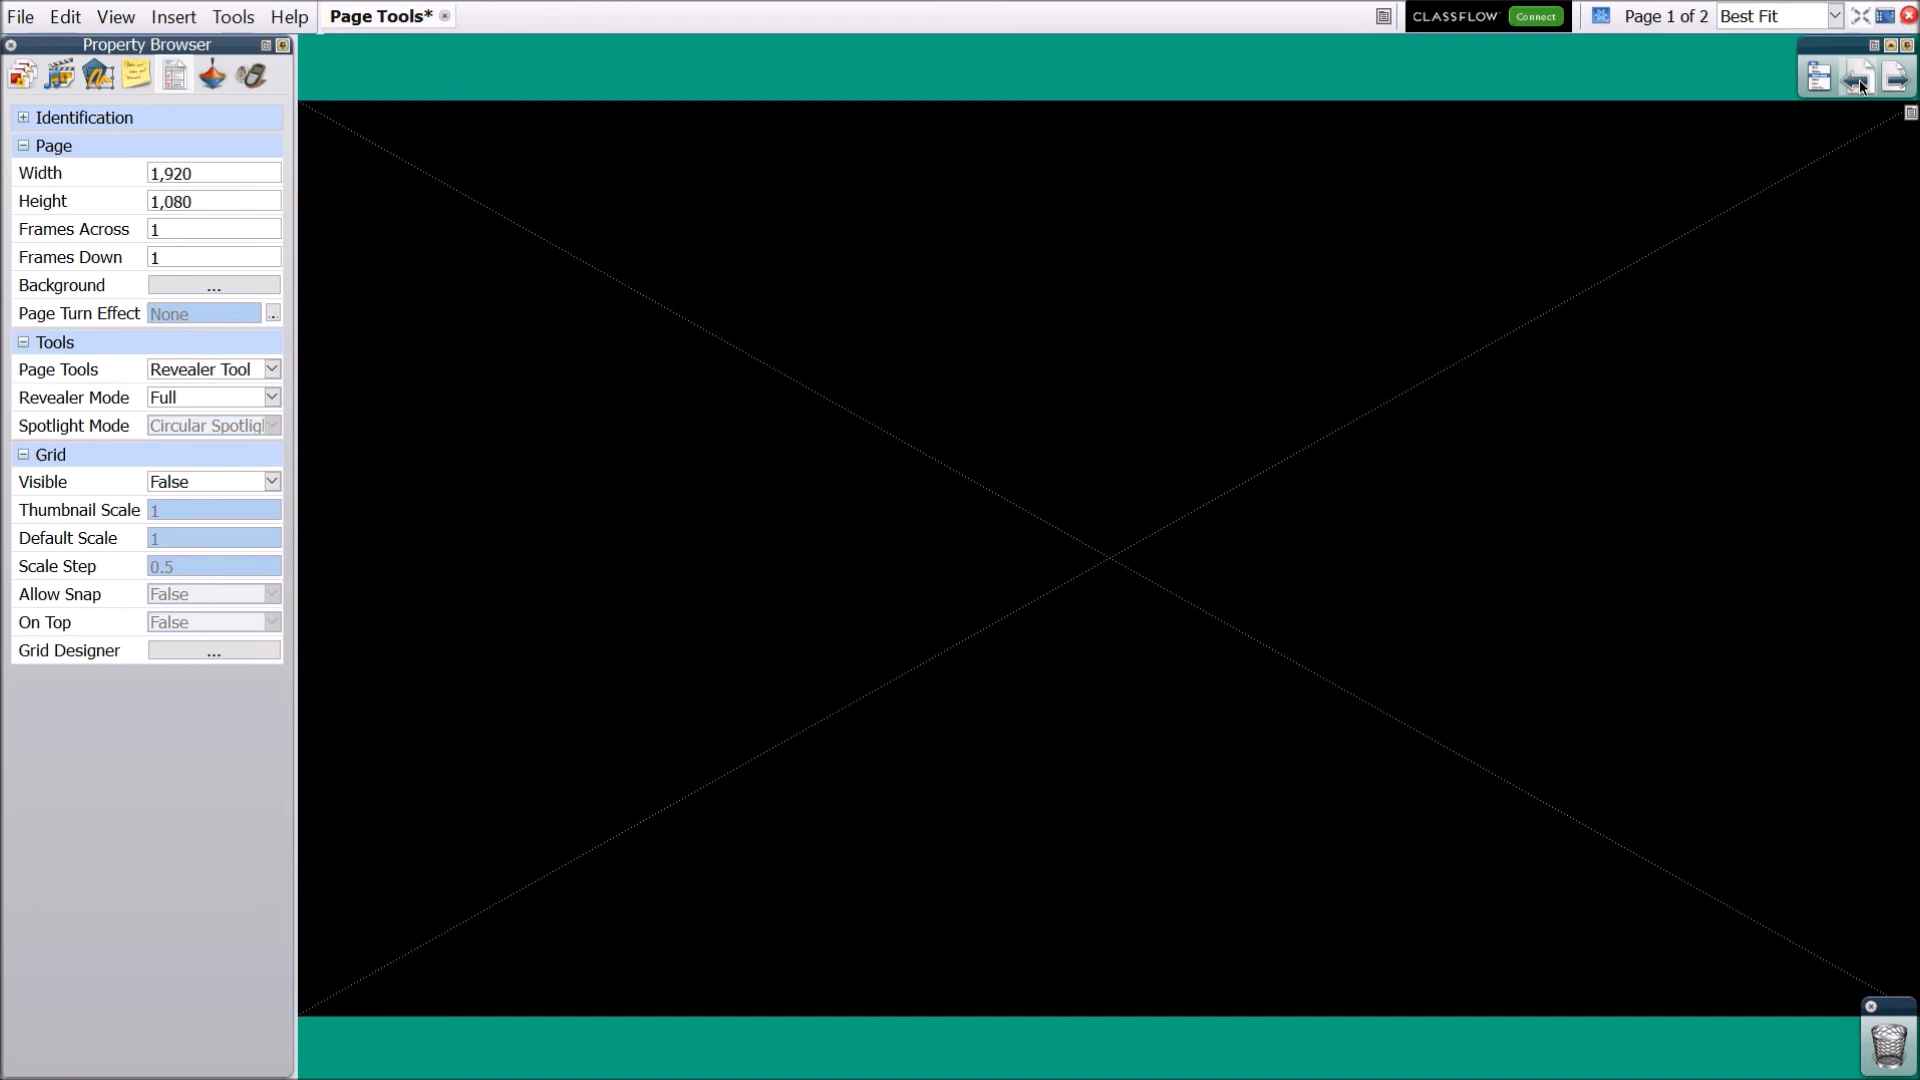 File Edit View Insert Tools Help Page Tools* CLASSFLOW Connect Page 1 of 2 Best Fit
Property Browser
Identification
Page
Width 1,920
Height 1,080
Frames Across 1
Frames Down 1
Background ...
Page Turn Effect None ..
Tools
Page Tools Revealer Tool
Revealer Mode Full
Spotlight Mode Circular Spotlig
Grid
Visible False
Thumbnail Scale 1
Default Scale 1
Scale Step 0.5
Allow Snap False
On Top False
Grid Designer ...